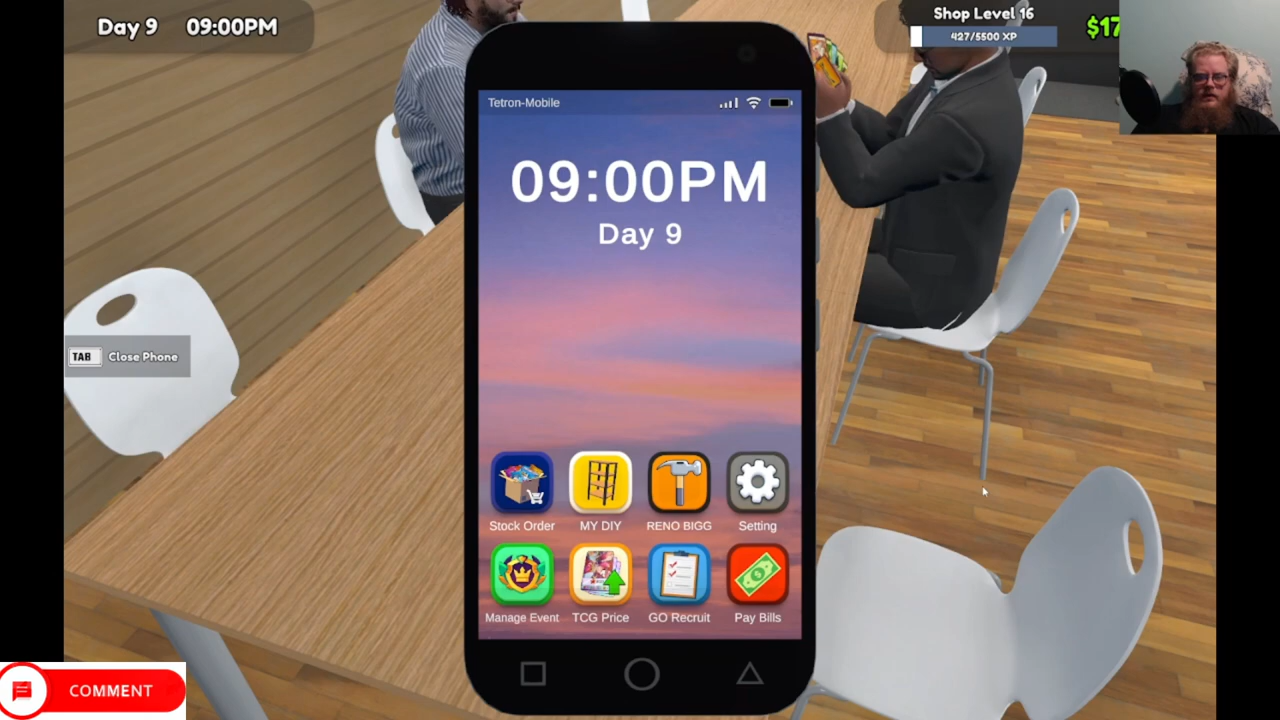 Day 9 09:00PM
Shop Level 16
427/5500 XP
$17
Tetron-Mobile
09:00PM
Day 9
TAB Close Phone
Stock Order MY DIY RENO BIGG Setting
Manage Event TCG Price GO Recruit Pay Bills
COMMENT